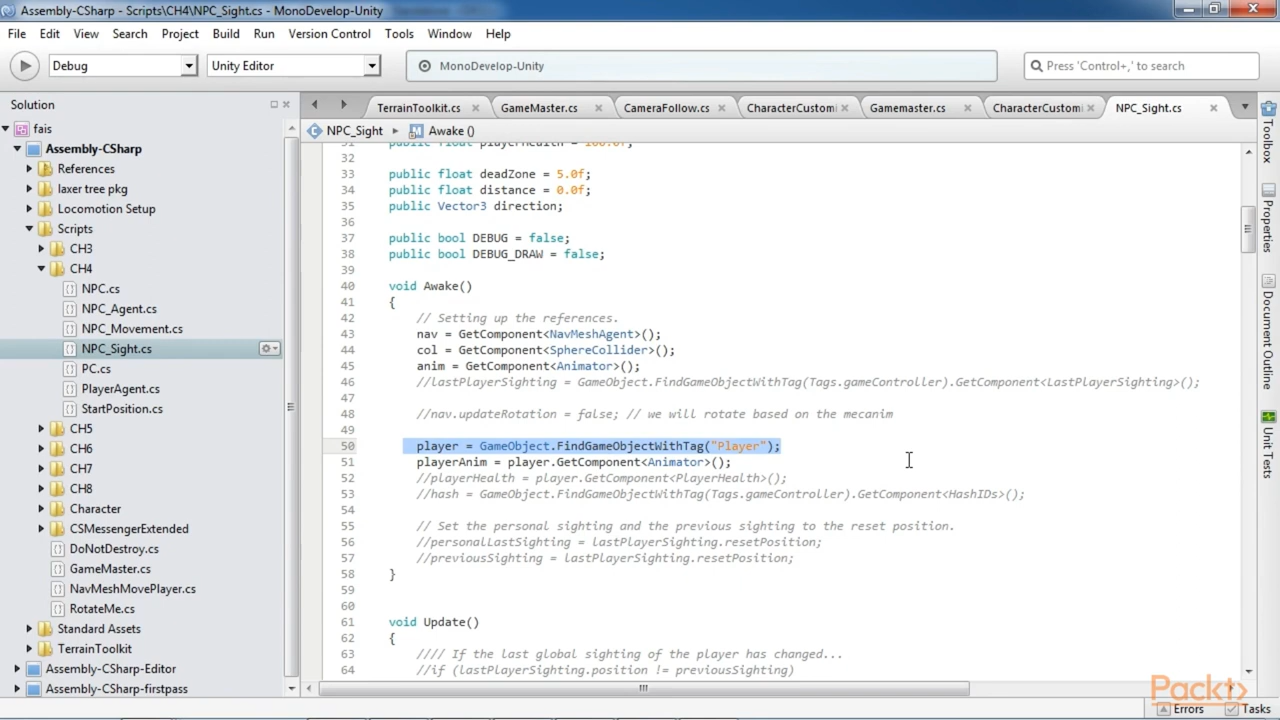 Assembly-CSharp - Scripts\CH4\NPC_Sight.cs - MonoDevelop-Unity
File Edit View Search Project Build Run Version Control Tools Window Help
Debug Unity Editor MonoDevelop-Unity Press 'Control+,' to search
Solution
fais
Assembly-CSharp
References
laxer tree pkg
Locomotion Setup
Scripts
CH3
CH4
NPC.cs
NPC_Agent.cs
NPC_Movement.cs
NPC_Sight.cs
PC.cs
PlayerAgent.cs
StartPosition.cs
CH5
CH6
CH7
CH8
Character
CSMessengerExtended
DoNotDestroy.cs
GameMaster.cs
NavMeshMovePlayer.cs
RotateMe.cs
Standard Assets
TerrainToolkit
Assembly-CSharp-Editor
Assembly-CSharp-firstpass
TerrainToolkit.cs GameMaster.cs CameraFollow.cs CharacterCustomi Gamemaster.cs CharacterCustomi NPC_Sight.cs
NPC_Sight Awake ()
31 public float playerHealth = 100.0f;
32
33 public float deadZone = 5.0f;
34 public float distance = 0.0f;
35 public Vector3 direction;
36
37 public bool DEBUG = false;
38 public bool DEBUG_DRAW = false;
39
40 void Awake()
41 {
42 // Setting up the references.
43 nav = GetComponent<NavMeshAgent>();
44 col = GetComponent<SphereCollider>();
45 anim = GetComponent<Animator>();
46 //lastPlayerSighting = GameObject.FindGameObjectWithTag(Tags.gameController).GetComponent<LastPlayerSighting>();
47
48 //nav.updateRotation = false; // we will rotate based on the mecanim
49
50 player = GameObject.FindGameObjectWithTag("Player");
51 playerAnim = player.GetComponent<Animator>();
52 //playerHealth = player.GetComponent<PlayerHealth>();
53 //hash = GameObject.FindGameObjectWithTag(Tags.gameController).GetComponent<HashIDs>();
54
55 // Set the personal sighting and the previous sighting to the reset position.
56 //personalLastSighting = lastPlayerSighting.resetPosition;
57 //previousSighting = lastPlayerSighting.resetPosition;
58 }
59
60
61 void Update()
62 {
63 //// If the last global sighting of the player has changed...
64 //if (lastPlayerSighting.position != previousSighting)
Toolbox
Properties
Document Outline
Unit Tests
Packt
Errors Tasks